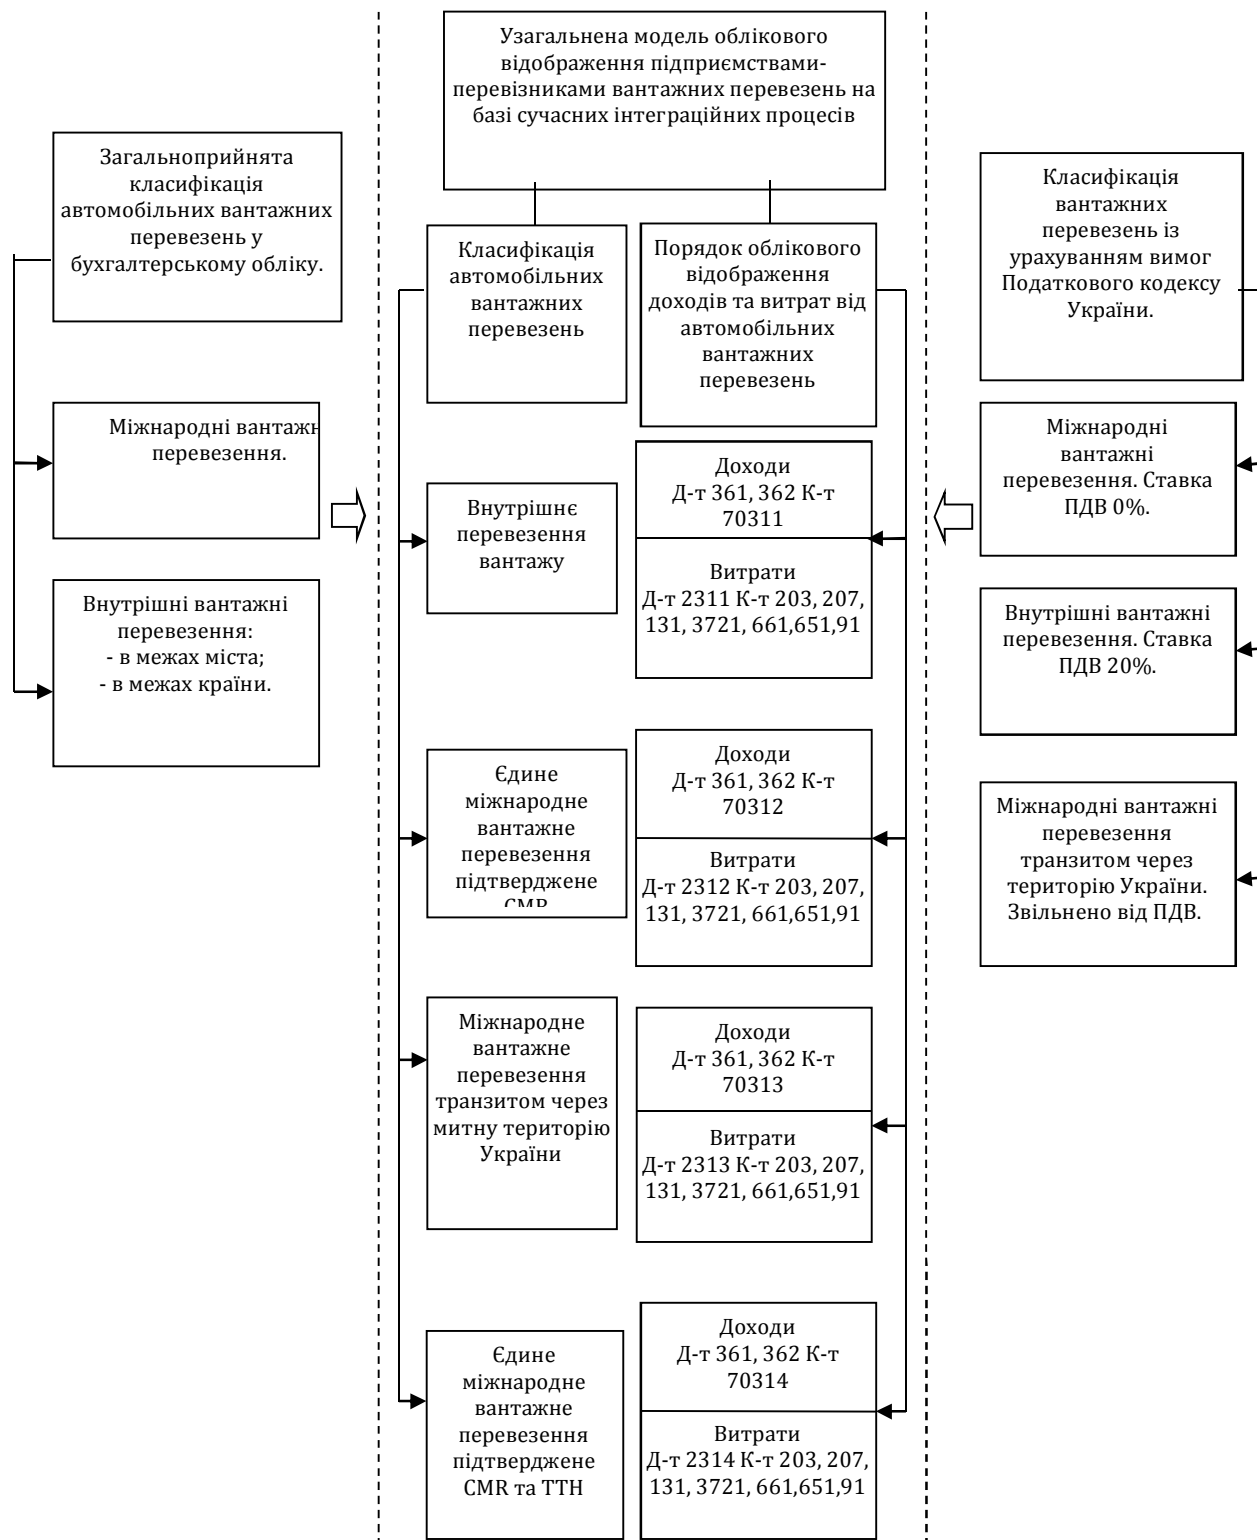 Узагальнена модель облікового
відображення підприємствами-
перевізниками вантажних перевезень на
базі сучасних інтеграційних процесів
Загальноприйнята
класифікація
автомобільних вантажних
перевезень у
бухгалтерському обліку.
Міжнародні вантажн
перевезення.
Внутрішні вантажні
перевезення:
- в межах міста;
- в межах країни.
Класифікація
автомобільних
вантажних
перевезень
Порядок облікового
відображення
доходів та витрат від
автомобільних
вантажних
перевезень
Внутрішнє
перевезення
вантажу
Доходи
Д-т 361, 362 К-т
70311
Витрати
Д-т 2311 К-т 203, 207,
131, 3721, 661,651,91
Єдине
міжнародне
вантажне
перевезення
підтверджене
CMR
Доходи
Д-т 361, 362 К-т
70312
Витрати
Д-т 2312 К-т 203, 207,
131, 3721, 661,651,91
Міжнародне
вантажне
перевезення
транзитом через
митну територію
України
Доходи
Д-т 361, 362 К-т
70313
Витрати
Д-т 2313 К-т 203, 207,
131, 3721, 661,651,91
Єдине
міжнародне
вантажне
перевезення
підтверджене
CMR та ТТН
Доходи
Д-т 361, 362 К-т
70314
Витрати
Д-т 2314 К-т 203, 207,
131, 3721, 661,651,91
Класифікація
вантажних
перевезень із
урахуванням вимог
Податкового кодексу
України.
Міжнародні
вантажні
перевезення. Ставка
ПДВ 0%.
Внутрішні вантажні
перевезення. Ставка
ПДВ 20%.
Міжнародні вантажні
перевезення
транзитом через
територію України.
Звільнено від ПДВ.